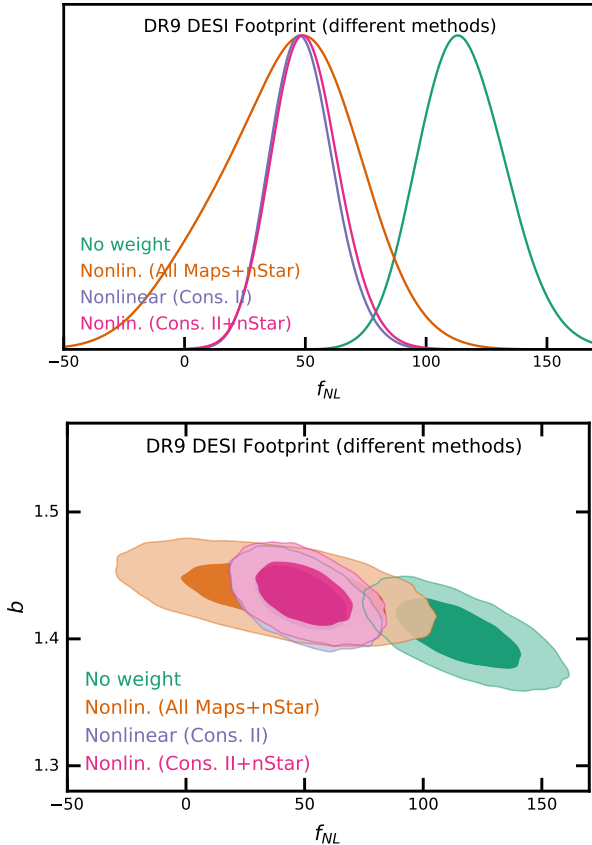 DR9 DESI Footprint (different methods)
No weight
Nonlin. (All Maps+nStar)
Nonlinear (Cons. II)
Nonlin. (Cons. II+nStar)
−50 0 50 100 150
f_NL
DR9 DESI Footprint (different methods)
1.5
b
1.4
No weight
Nonlin. (All Maps+nStar)
Nonlinear (Cons. II)
Nonlin. (Cons. II+nStar)
1.3
−50 0 50 100 150
f_NL